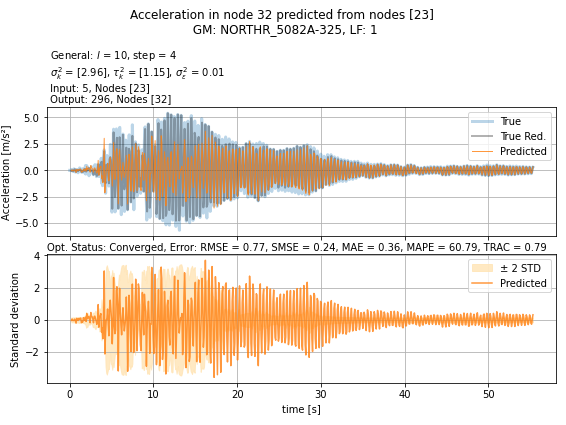 Acceleration in node 32 predicted from nodes [23]
GM: NORTHR_5082A-325, LF: 1
General: l = 10, step = 4
σ²ₖ = [2.96], τ²ₖ = [1.15], σ²ε = 0.01
Input: 5, Nodes [23]
Output: 296, Nodes [32]
Acceleration [m/s²]
5.0
2.5
0.0
−2.5
−5.0
True
True Red.
Predicted
Opt. Status: Converged, Error: RMSE = 0.77, SMSE = 0.24, MAE = 0.36, MAPE = 60.79, TRAC = 0.79
Standard deviation
4
2
0
−2
± 2 STD
Predicted
0 10 20 30 40 50
time [s]